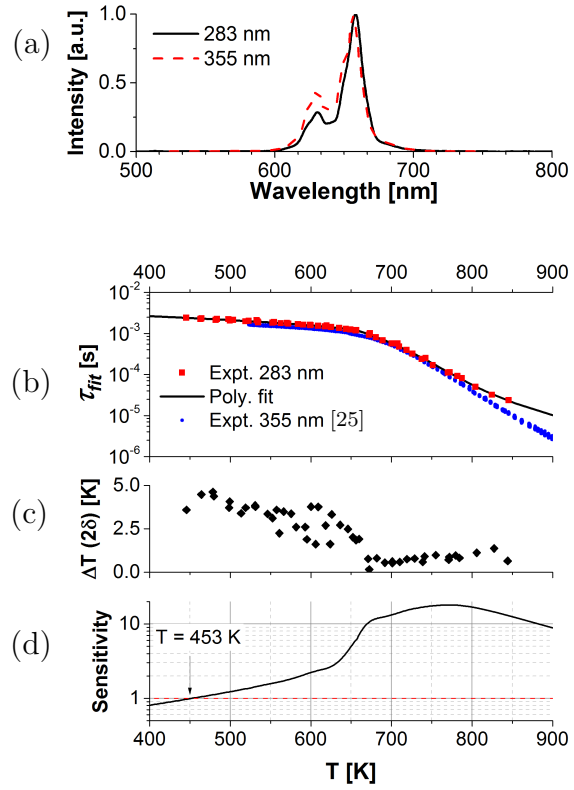 (a)
Intensity [a.u.]
1.0
0.5
0.0
283 nm
355 nm
500 600 700 800
Wavelength [nm]
400 500 600 700 800 900
(b)
τfit [s]
10-2
10-3
10-4
10-5
10-6
Expt. 283 nm
Poly. fit
Expt. 355 nm [25]
(c)
ΔT (2δ) [K]
5.0
2.5
0.0
(d)
Sensitivity
10
1
T = 453 K
400 500 600 700 800 900
T [K]